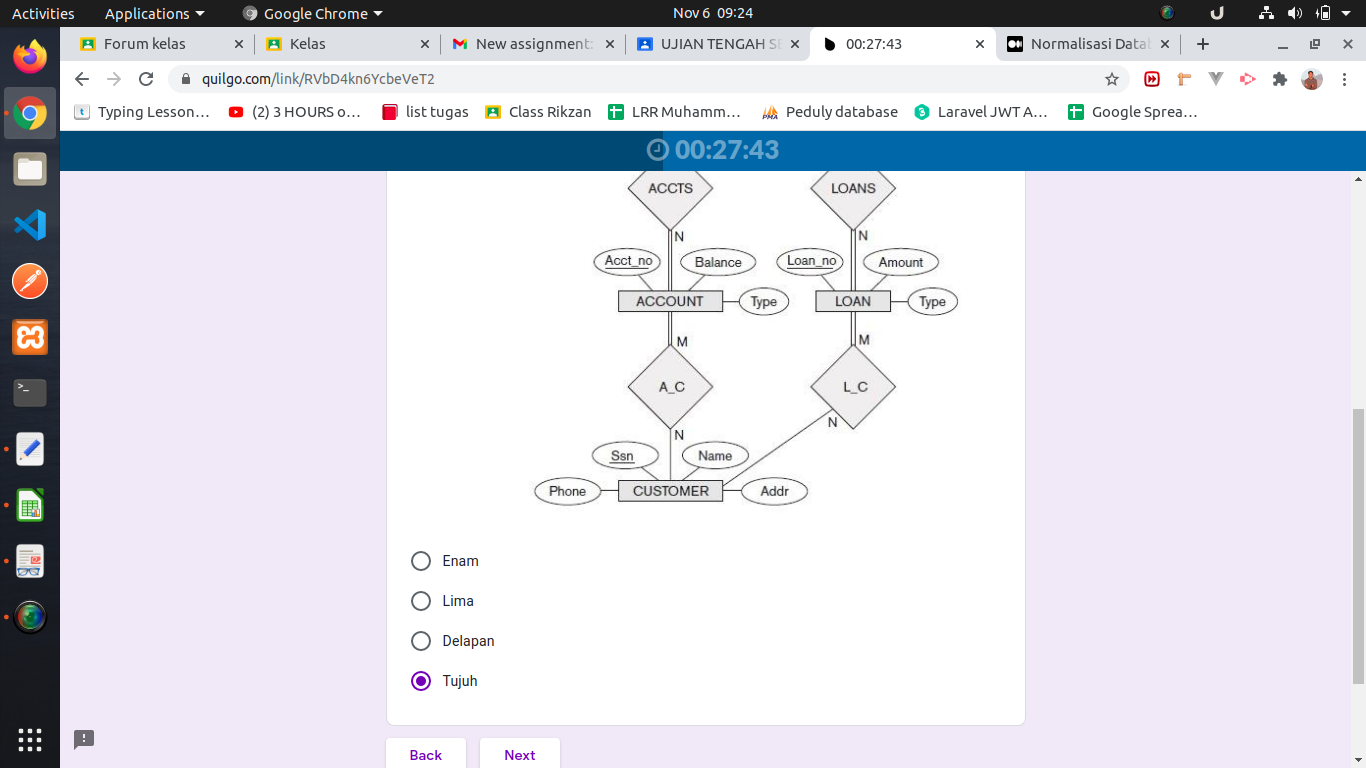 Activities Applications Google Chrome Nov 6 09:24
Forum kelas Kelas New assignment: UJIAN TENGAH SE 00:27:43 Normalisasi Datab
quilgo.com/link/RVbD4kn6YcbeVeT2
Typing Lesson… (2) 3 HOURS o… list tugas Class Rikzan LRR Muhamm… Peduly database Laravel JWT A… Google Sprea…
00:27:43
ACCTS LOANS
N N
Acct_no Balance Loan_no Amount
ACCOUNT Type LOAN Type
M M
A_C L_C
N N
Ssn Name
Phone CUSTOMER Addr
Enam
Lima
Delapan
Tujuh
Back Next